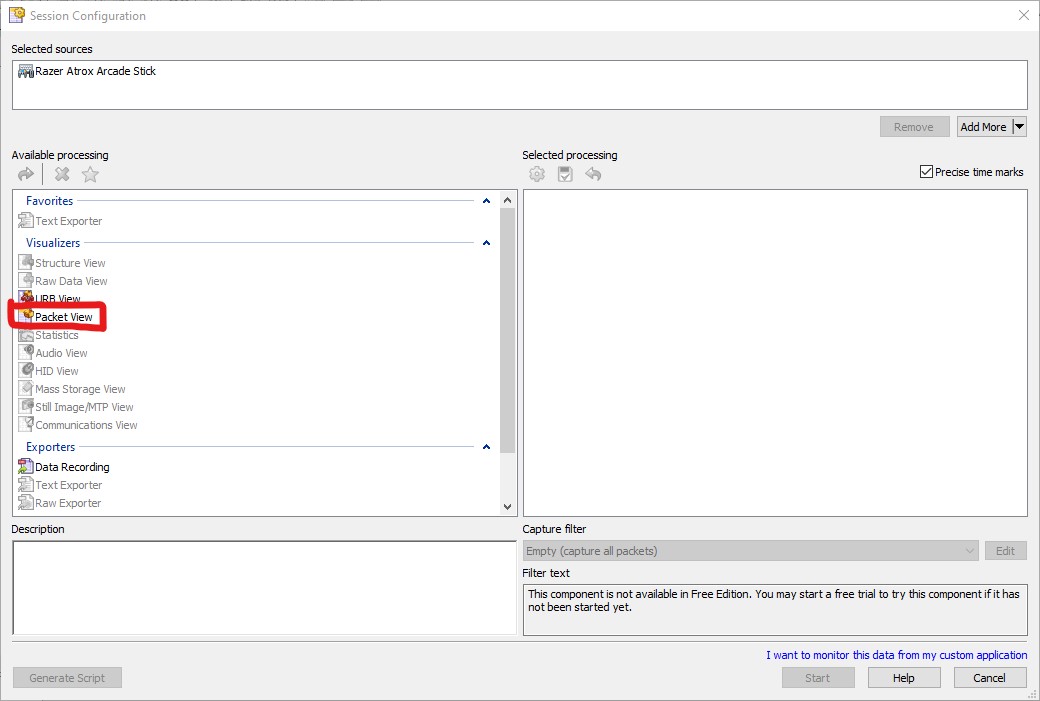 Session Configuration
Selected sources
Razer Atrox Arcade Stick
Remove
Add More
Available processing
Selected processing
Precise time marks
Favorites
Text Exporter
Visualizers
Structure View
Raw Data View
URB View
Packet View
Statistics
Audio View
HID View
Mass Storage View
Still Image/MTP View
Communications View
Exporters
Data Recording
Text Exporter
Raw Exporter
Description
Capture filter
Empty (capture all packets)
Edit
Filter text
This component is not available in Free Edition. You may start a free trial to try this component if it has
not been started yet.
I want to monitor this data from my custom application
Generate Script
Start
Help
Cancel